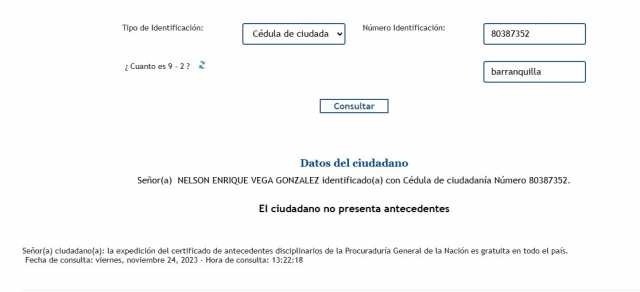 Tipo de Identificación: Cédula de ciudada Número Identificación: 80387352
¿ Cuanto es 9 - 2 ? barranquilla
Consultar
Datos del ciudadano
Señor(a) NELSON ENRIQUE VEGA GONZALEZ identificado(a) con Cédula de ciudadanía Número 80387352.
El ciudadano no presenta antecedentes
Señor(a) ciudadano(a): la expedición del certificado de antecedentes disciplinarios de la Procuraduría General de la Nación es gratuita en todo el país.
Fecha de consulta: viernes, noviembre 24, 2023 - Hora de consulta: 13:22:18